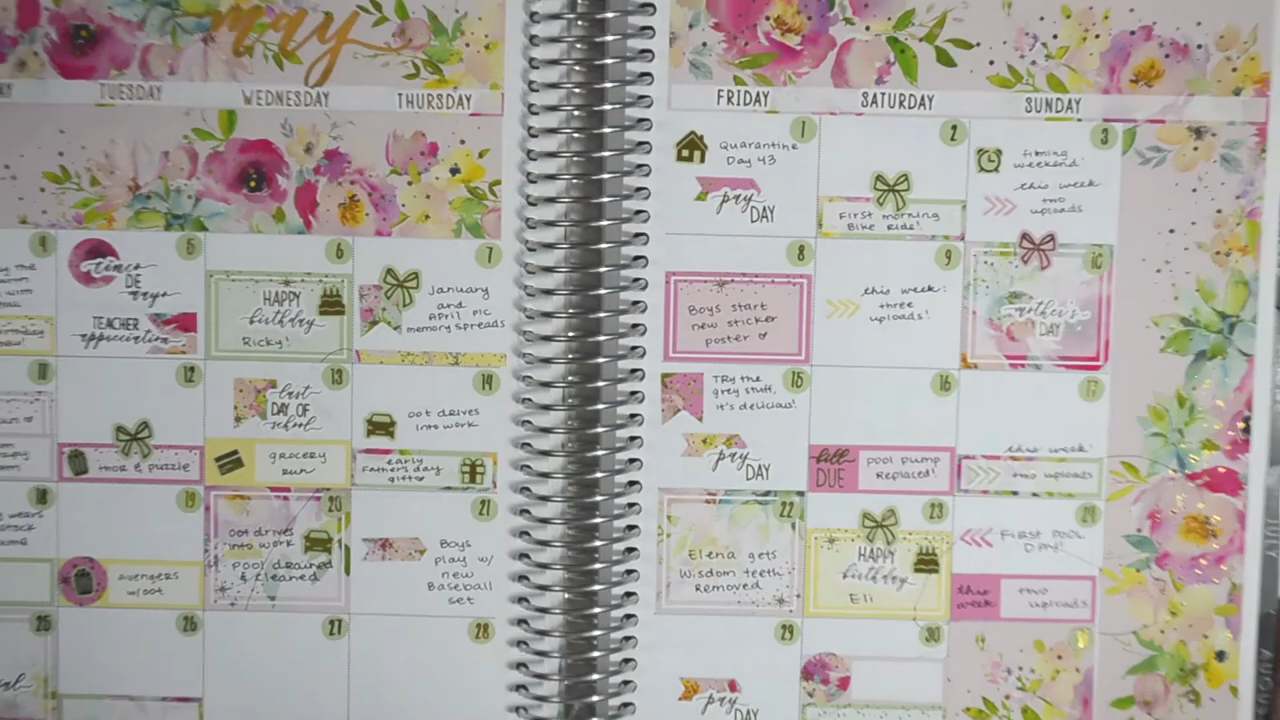 may
TUESDAY
WEDNESDAY
THURSDAY
FRIDAY
SATURDAY
SUNDAY
1
Quarantine
Day 43
pay
DAY
2
First morning
Bike Ride!
3
filming
weekend!
this week
two
uploads
4
5
cinco
DE
mayo
TEACHER
appreciation
6
HAPPY
birthday
Ricky!
7
January
and
April PIC
memory spreads
8
Boys start
new sticker
poster
9
this week:
three
uploads!
10
mother's
DAY
11
12
thor & puzzle
13
last
DAY OF
school
grocery
run
14
oot drives
into work
early
Father's day
gift
15
Try the
grey stuff,
it's delicious!
pay
DAY
16
bill
DUE
pool pump
Replaced!
17
this week!
two uploads
18
19
avengers
w/oot
20
oot drives
into work
pool drained
& cleaned
21
Boys
play w/
new
Baseball
set
22
Elena gets
Wisdom teeth
Removed
23
HAPPY
birthday
Eli
24
First pool
DAY!
this
week
two
uploads
25
26
27
28
29
pay
DAY
30